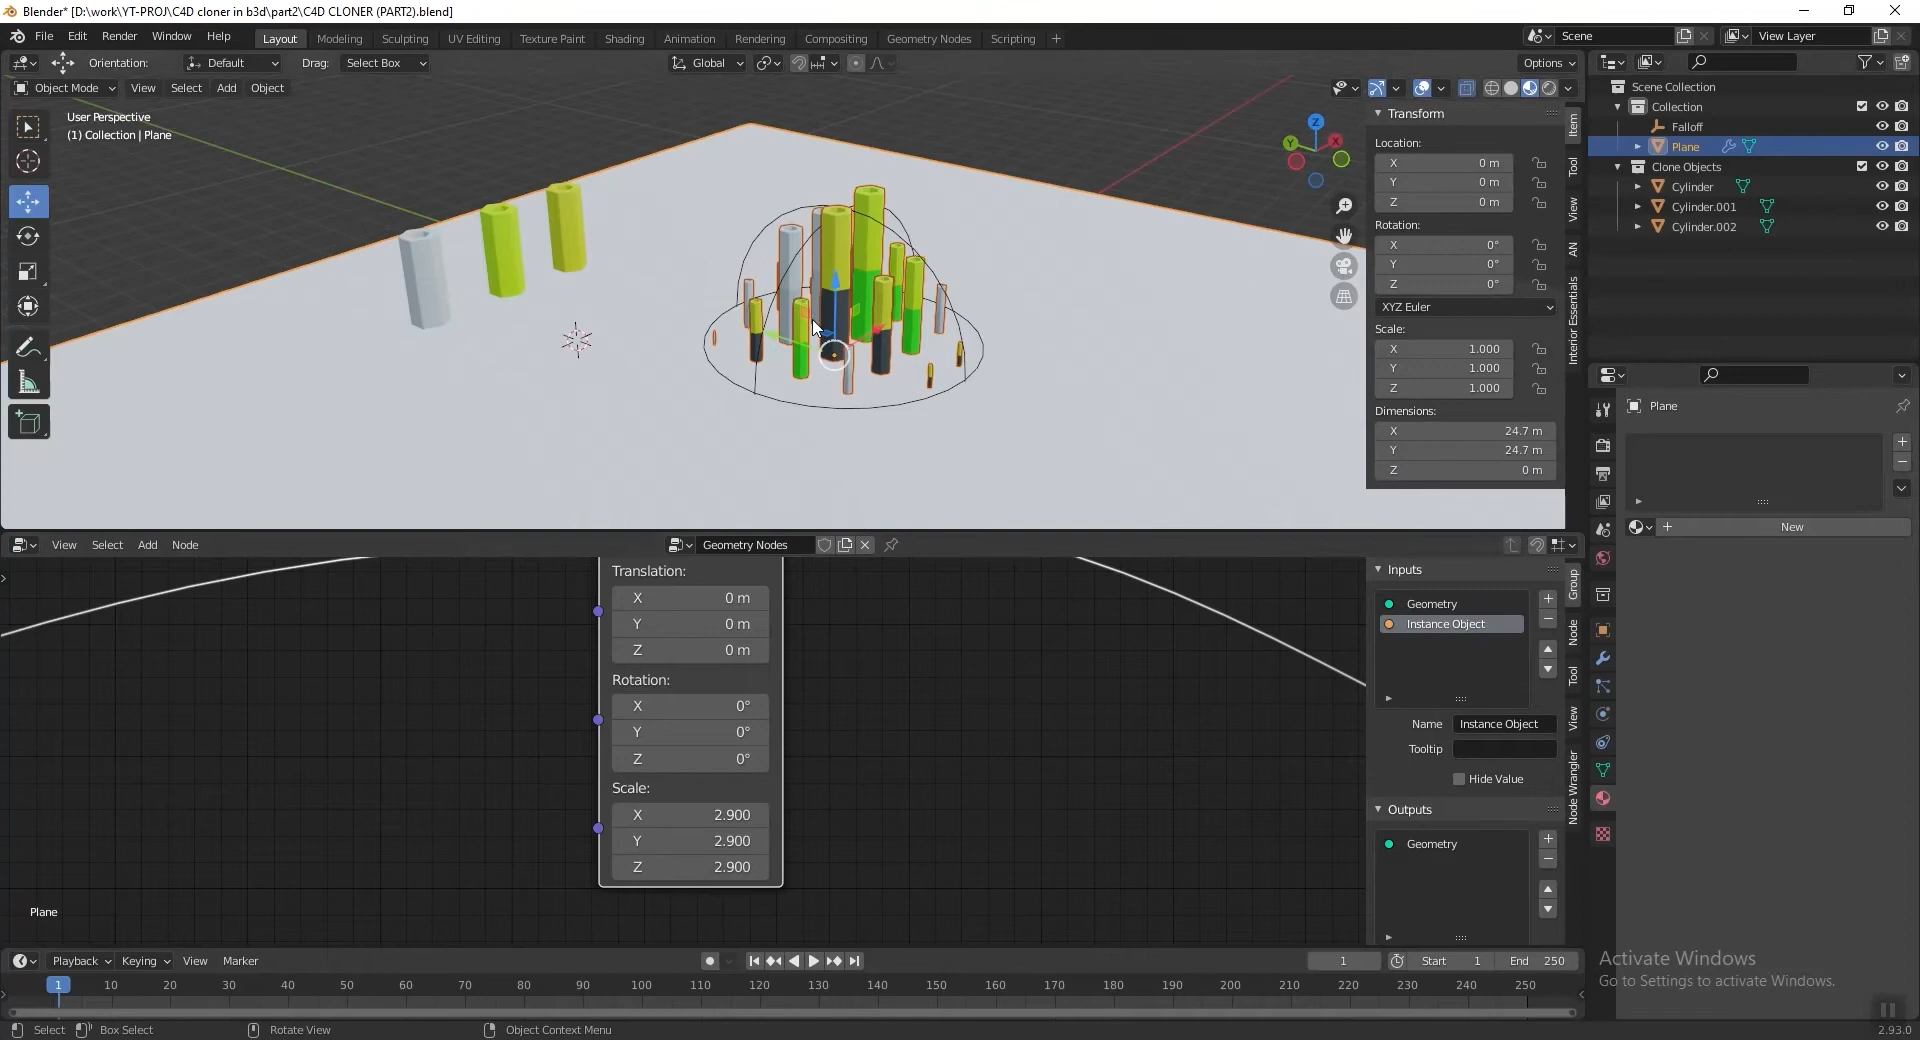 Blender* [D:\work\YT-PROJ\C4D cloner in b3d\part2\C4D CLONER (PART2).blend]
File Edit Render Window Help Layout Modeling Sculpting UV Editing Texture Paint Shading Animation Rendering Compositing Geometry Nodes Scripting + Scene View Layer
Orientation: Default Drag: Select Box Global Options
Object Mode View Select Add Object
User Perspective
(1) Collection | Plane
Z
X
Y
Transform
Location:
X 0 m
Y 0 m
Z 0 m
Rotation:
X 0°
Y 0°
Z 0°
XYZ Euler
Scale:
X 1.000
Y 1.000
Z 1.000
Dimensions:
X 24.7 m
Y 24.7 m
Z 0 m
Item
Tool
View
AN
Interior Essentials
Scene Collection
Collection
Falloff
Plane
Clone Objects
Cylinder
Cylinder.001
Cylinder.002
Plane
New
View Select Add Node Geometry Nodes
Translation:
X 0 m
Y 0 m
Z 0 m
Rotation:
X 0°
Y 0°
Z 0°
Scale:
X 2.900
Y 2.900
Z 2.900
Plane
Inputs
Geometry
Instance Object
Name Instance Object
Tooltip
Hide Value
Outputs
Geometry
Group
Node
Tool
View
Node Wrangler
Playback Keying View Marker 1 Start 1 End 250
1 10 20 30 40 50 60 70 80 90 100 110 120 130 140 150 160 170 180 190 200 210 220 230 240 250
Select Box Select Rotate View Object Context Menu 2.93.0
Activate Windows
Go to Settings to activate Windows.